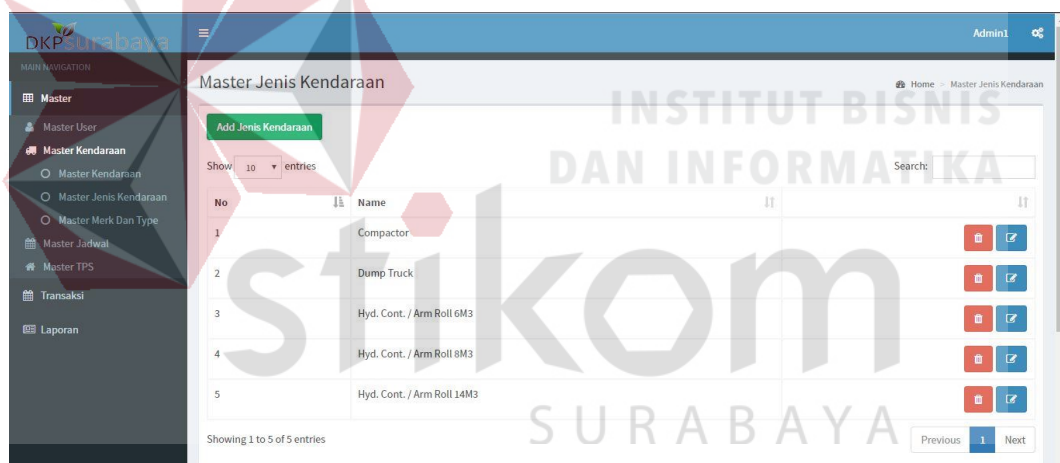 DKPsurabaya
Admin1
MAIN NAVIGATION
Master
Master User
Master Kendaraan
Master Kendaraan
Master Jenis Kendaraan
Master Merk Dan Type
Master Jadwal
Master TPS
Transaksi
Laporan
Master Jenis Kendaraan
Home > Master Jenis Kendaraan
Add Jenis Kendaraan
Show 10 entries
Search:
No Name
1 Compactor
2 Dump Truck
3 Hyd. Cont. / Arm Roll 6M3
4 Hyd. Cont. / Arm Roll 8M3
5 Hyd. Cont. / Arm Roll 14M3
Showing 1 to 5 of 5 entries
Previous 1 Next
INSTITUT BISNIS
DAN INFORMATIKA
stikom
SURABAYA